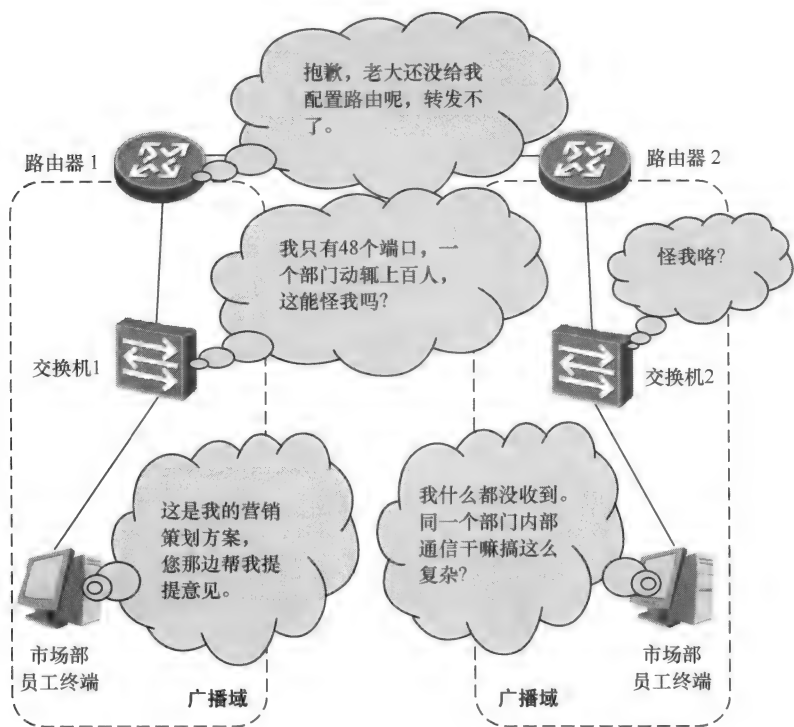 抱歉，老大还没给我
配置路由呢，转发不
了。
路由器 1
路由器 2
我只有48个端口，一
个部门动辄上百人，
这能怪我吗？
怪我咯？
交换机1
交换机2
这是我的营销
策划方案，
您那边帮我提
提意见。
我什么都没收到。
同一个部门内部
通信干嘛搞这么
复杂？
市场部
员工终端
广播域
广播域
市场部
员工终端